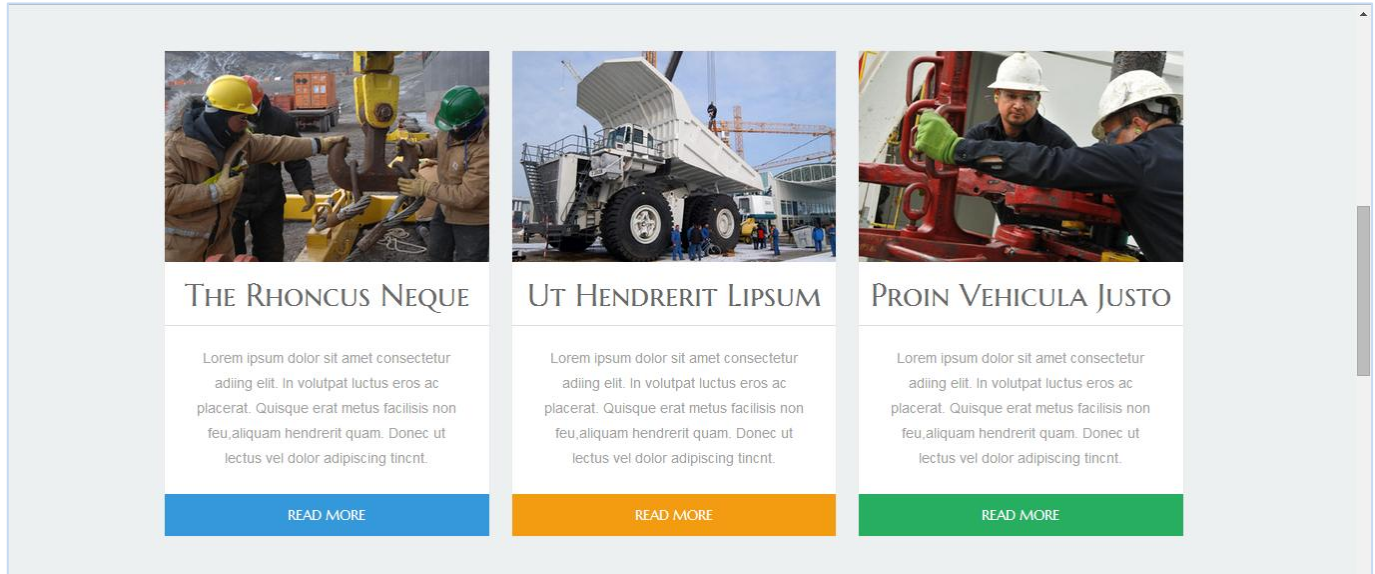 The Rhoncus Neque
Lorem ipsum dolor sit amet consectetur
adiing elit. In volutpat luctus eros ac
placerat. Quisque erat metus facilisis non
feu,aliquam hendrerit quam. Donec ut
lectus vel dolor adipiscing tincnt.
READ MORE
Ut Hendrerit Lipsum
Lorem ipsum dolor sit amet consectetur
adiing elit. In volutpat luctus eros ac
placerat. Quisque erat metus facilisis non
feu,aliquam hendrerit quam. Donec ut
lectus vel dolor adipiscing tincnt.
READ MORE
Proin Vehicula Justo
Lorem ipsum dolor sit amet consectetur
adiing elit. In volutpat luctus eros ac
placerat. Quisque erat metus facilisis non
feu,aliquam hendrerit quam. Donec ut
lectus vel dolor adipiscing tincnt.
READ MORE